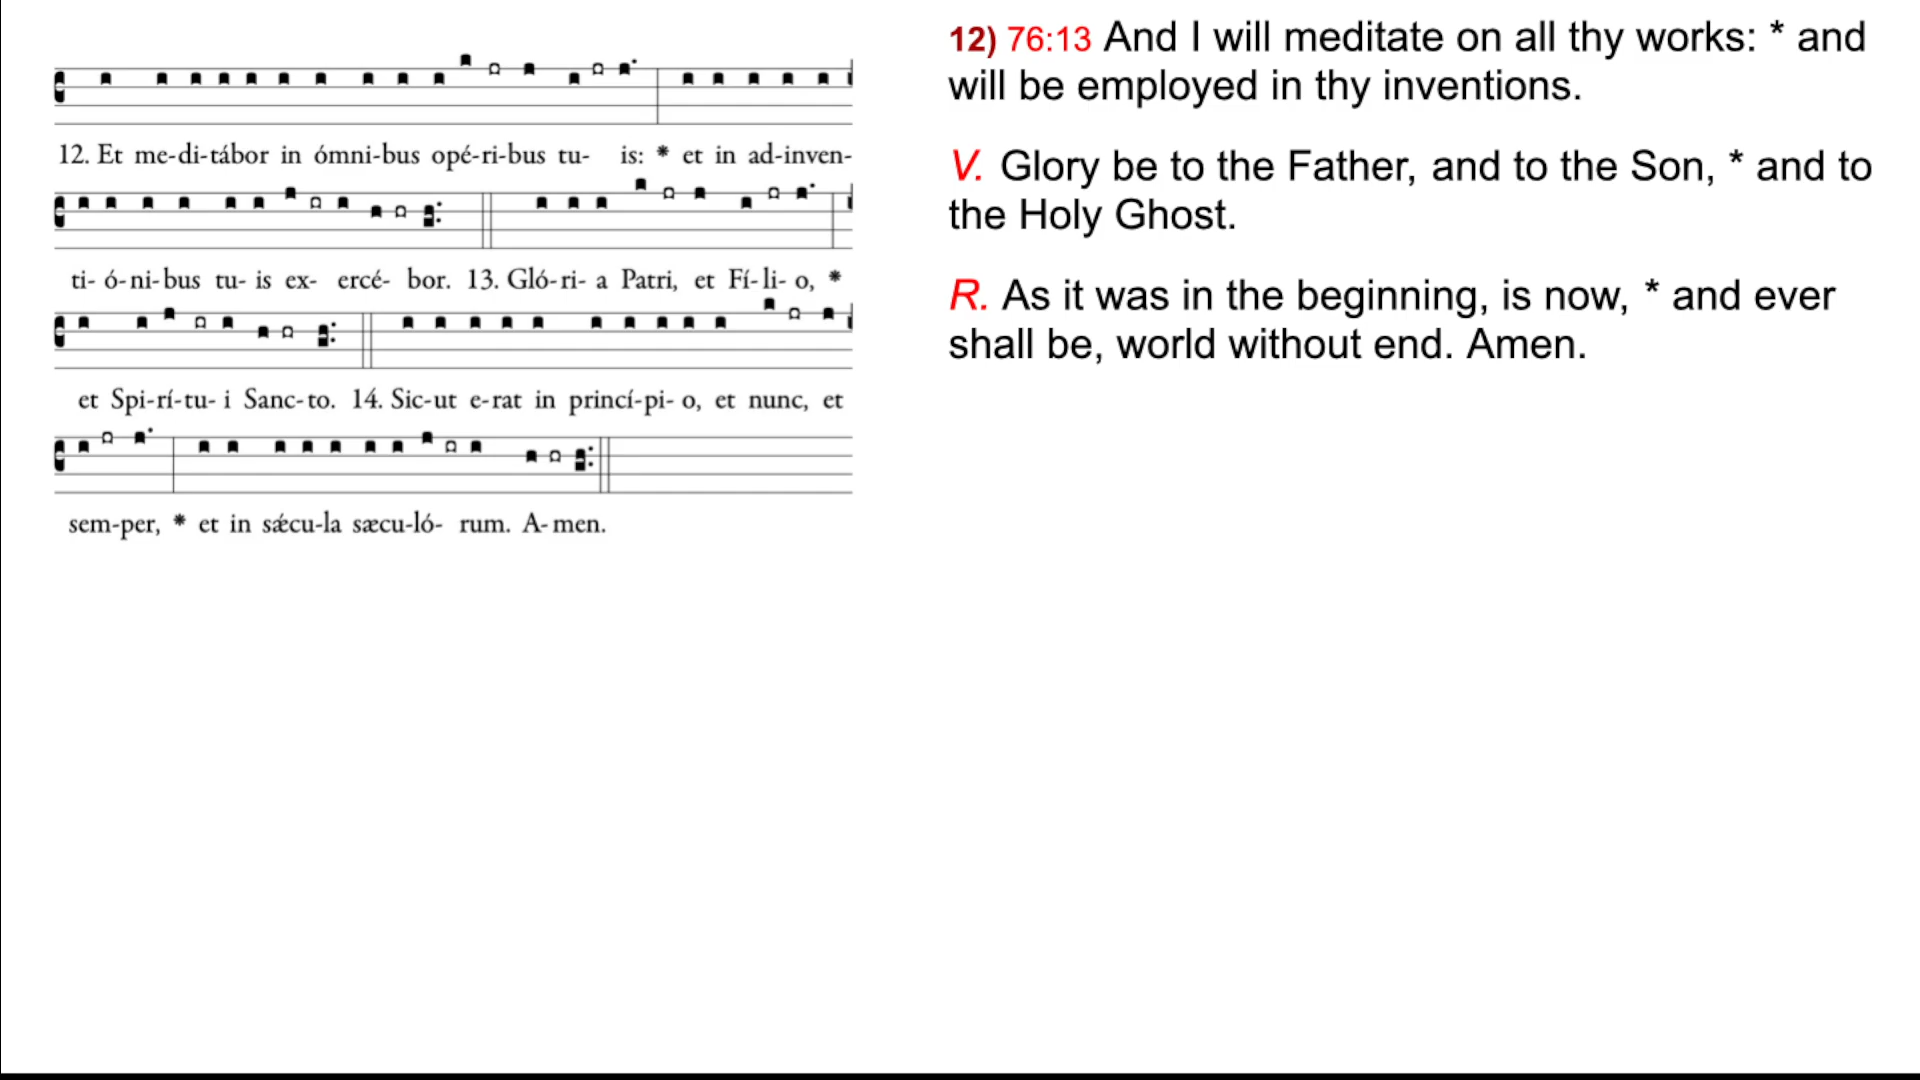 12. Et me-di-tábor in ómni-bus opé-ri-bus tu- is: * et in ad-inven-
ti- ó-ni-bus tu- is ex- ercé- bor. 13. Gló-ri- a Patri, et Fí-li- o, *
et Spi-rí-tu- i Sanc-to. 14. Sic-ut e-rat in princí-pi- o, et nunc, et
sem-per, * et in sǽcu-la sæcu-ló- rum. A- men.
12) 76:13 And I will meditate on all thy works: * and
will be employed in thy inventions.
V. Glory be to the Father, and to the Son, * and to
the Holy Ghost.
R. As it was in the beginning, is now, * and ever
shall be, world without end. Amen.